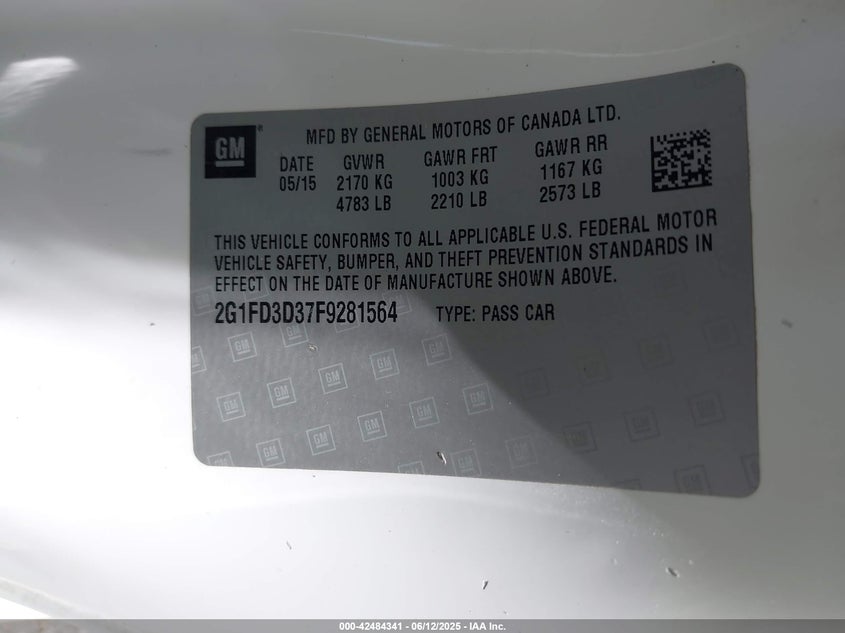 GM
MFD BY GENERAL MOTORS OF CANADA LTD.
DATE GVWR GAWR FRT GAWR RR
05/15 2170 KG 1003 KG 1167 KG
4783 LB 2210 LB 2573 LB
THIS VEHICLE CONFORMS TO ALL APPLICABLE U.S. FEDERAL MOTOR
VEHICLE SAFETY, BUMPER, AND THEFT PREVENTION STANDARDS IN
EFFECT ON THE DATE OF MANUFACTURE SHOWN ABOVE.
2G1FD3D37F9281564 TYPE: PASS CAR
000-42484341 / 06/12/2025 - IAA Inc.